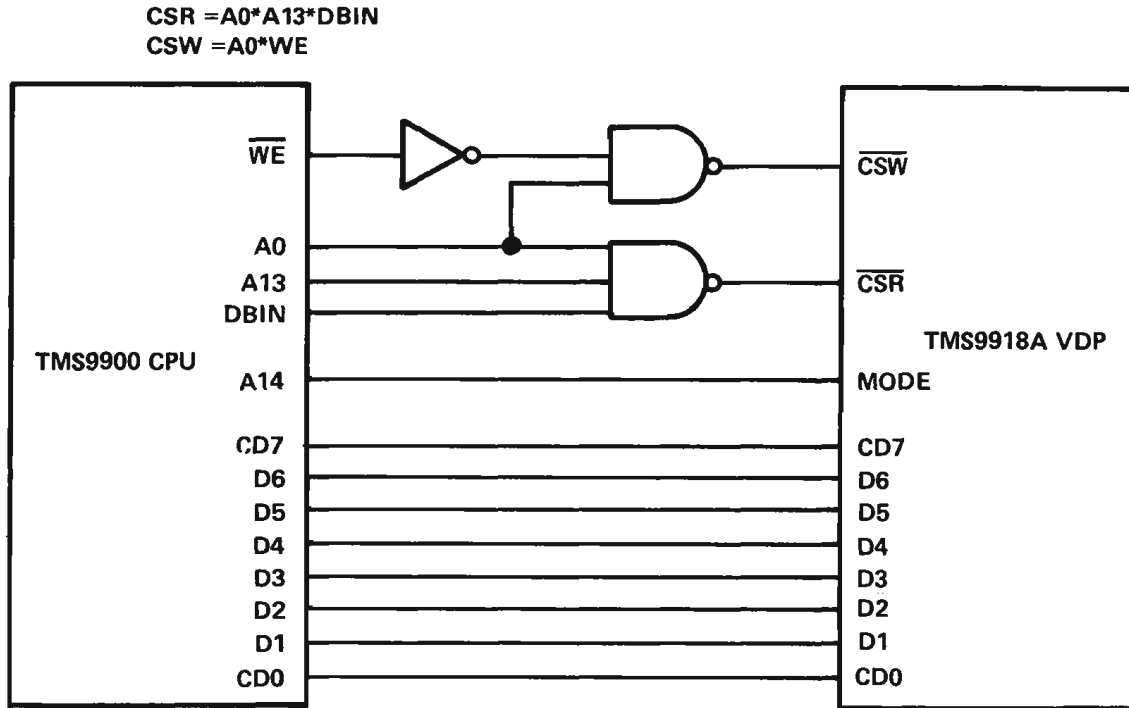 CSR =A0*A13*DBIN
CSW =A0*WE
WE
A0
A13
DBIN
TMS9900 CPU
A14
CD7
D6
D5
D4
D3
D2
D1
CD0
CSW
CSR
TMS9918A VDP
MODE
CD7
D6
D5
D4
D3
D2
D1
CD0